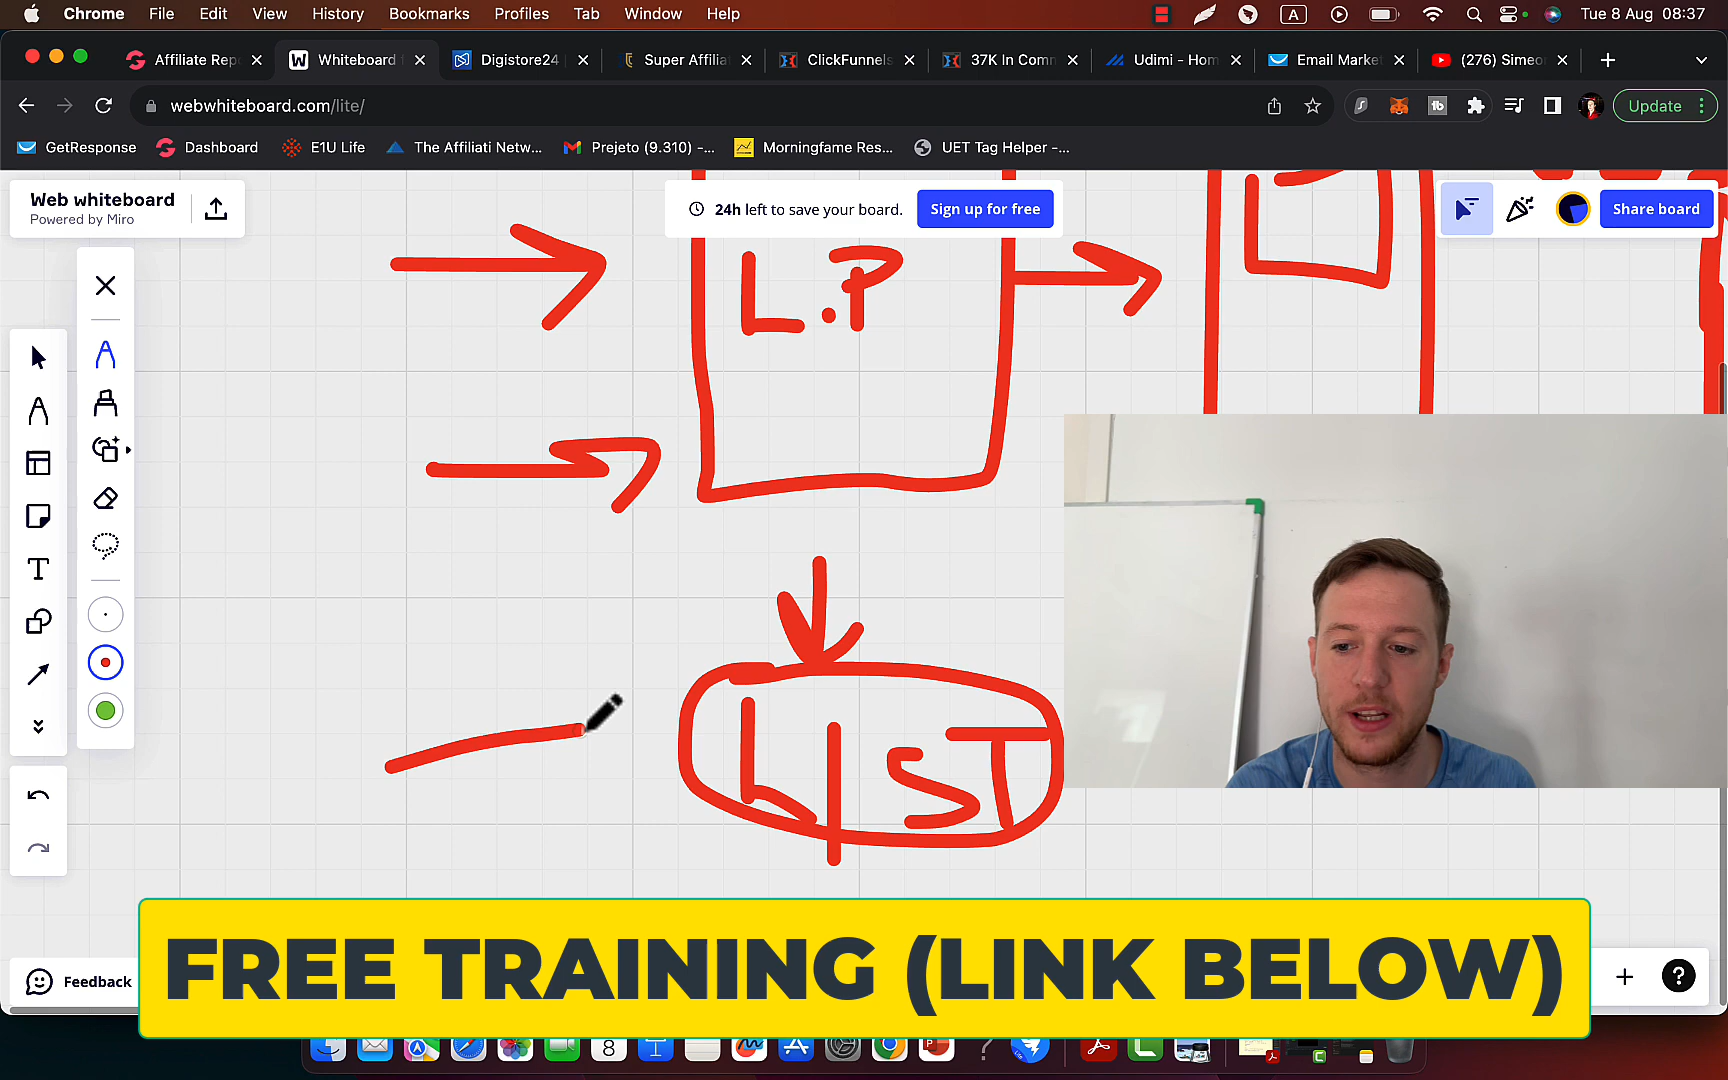 Chrome File Edit View History Bookmarks Profiles Tab Window Help
A Tue 8 Aug 08:37
Affiliate Rep Whiteboard f Digistore24 Super Affilia ClickFunnels 37K In Comm Udimi - Hom Email Market (276) Simeo
webwhiteboard.com/lite/ Update
GetResponse Dashboard E1U Life The Affiliati Netw... Prejeto (9.310) -... Morningfame Res... UET Tag Helper -...
Web whiteboard
Powered by Miro
24h left to save your board. Sign up for free
Share board
L.P
LIST
Feedback
FREE TRAINING (LINK BELOW)
8